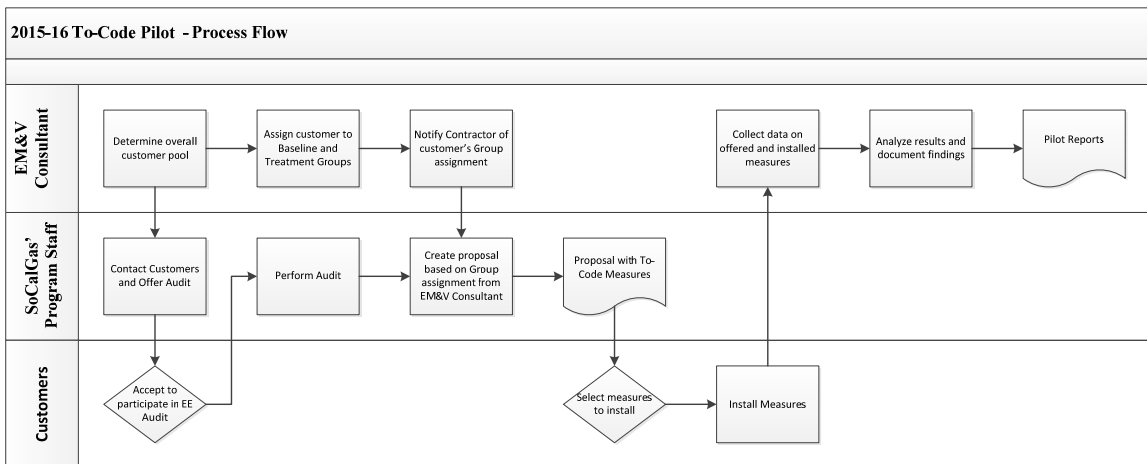 2015-16 To-Code Pilot - Process Flow
EM&V
Consultant
Determine overall
customer pool
Assign customer to
Baseline and
Treatment Groups
Notify Contractor of
customer's Group
assignment
Collect data on
offered and installed
measures
Analyze results and
document findings
Pilot Reports
SoCalGas'
Program Staff
Contact Customers
and Offer Audit
Perform Audit
Create proposal
based on Group
assignment from
EM&V Consultant
Proposal with To-
Code Measures
Customers
Accept to
participate in EE
Audit
Select measures
to install
Install Measures